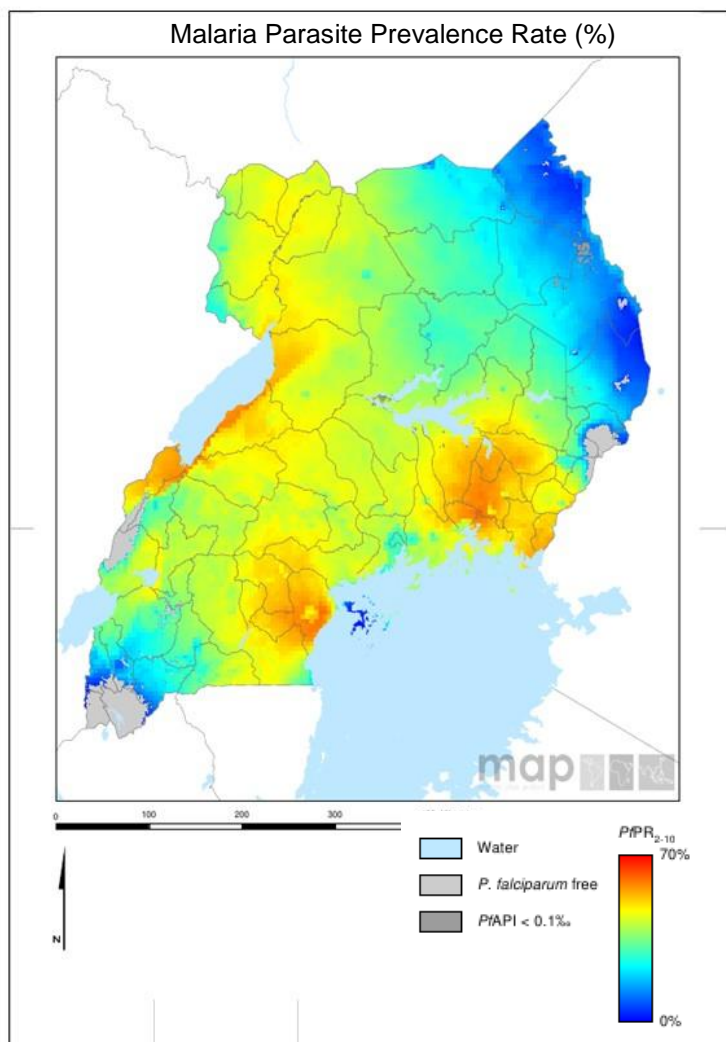 Malaria Parasite Prevalence Rate (%)
map
0 100 200 300
Water
P. falciparum free
PfAPI < 0.1‰
N
PfPR2-10
70%
0%